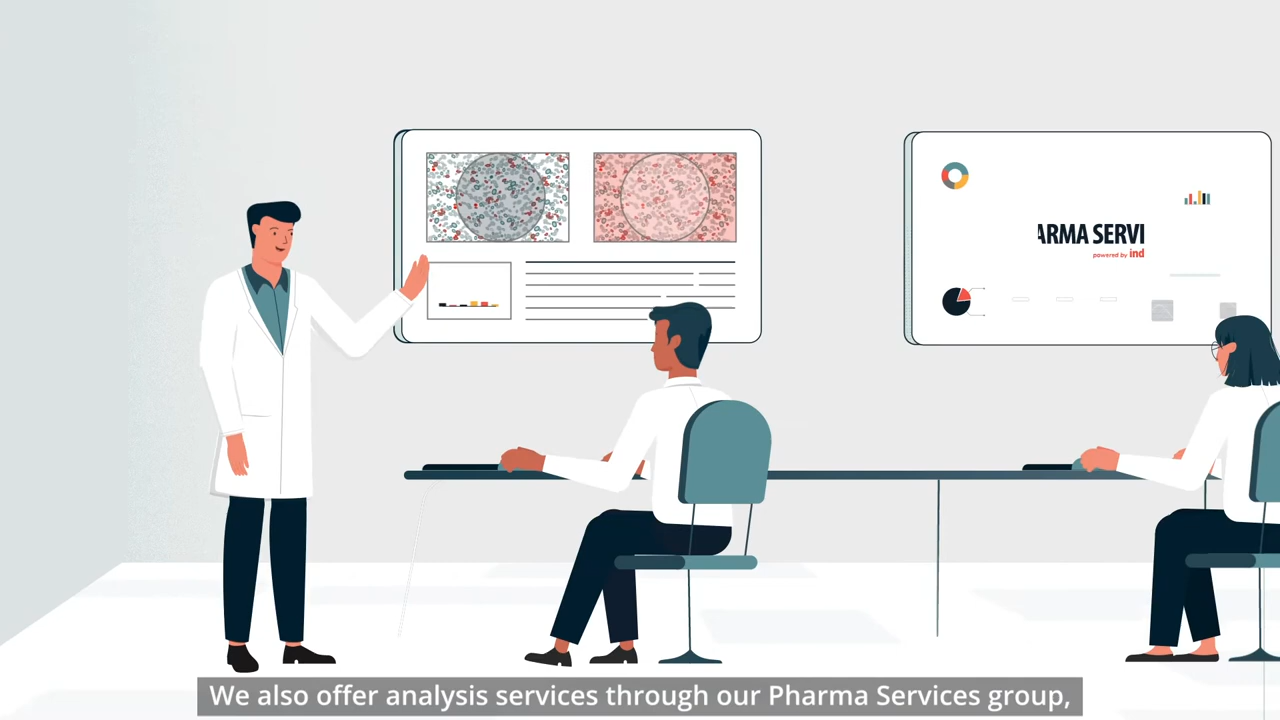 ARMA SERVI
powered by ind
We also offer analysis services through our Pharma Services group,